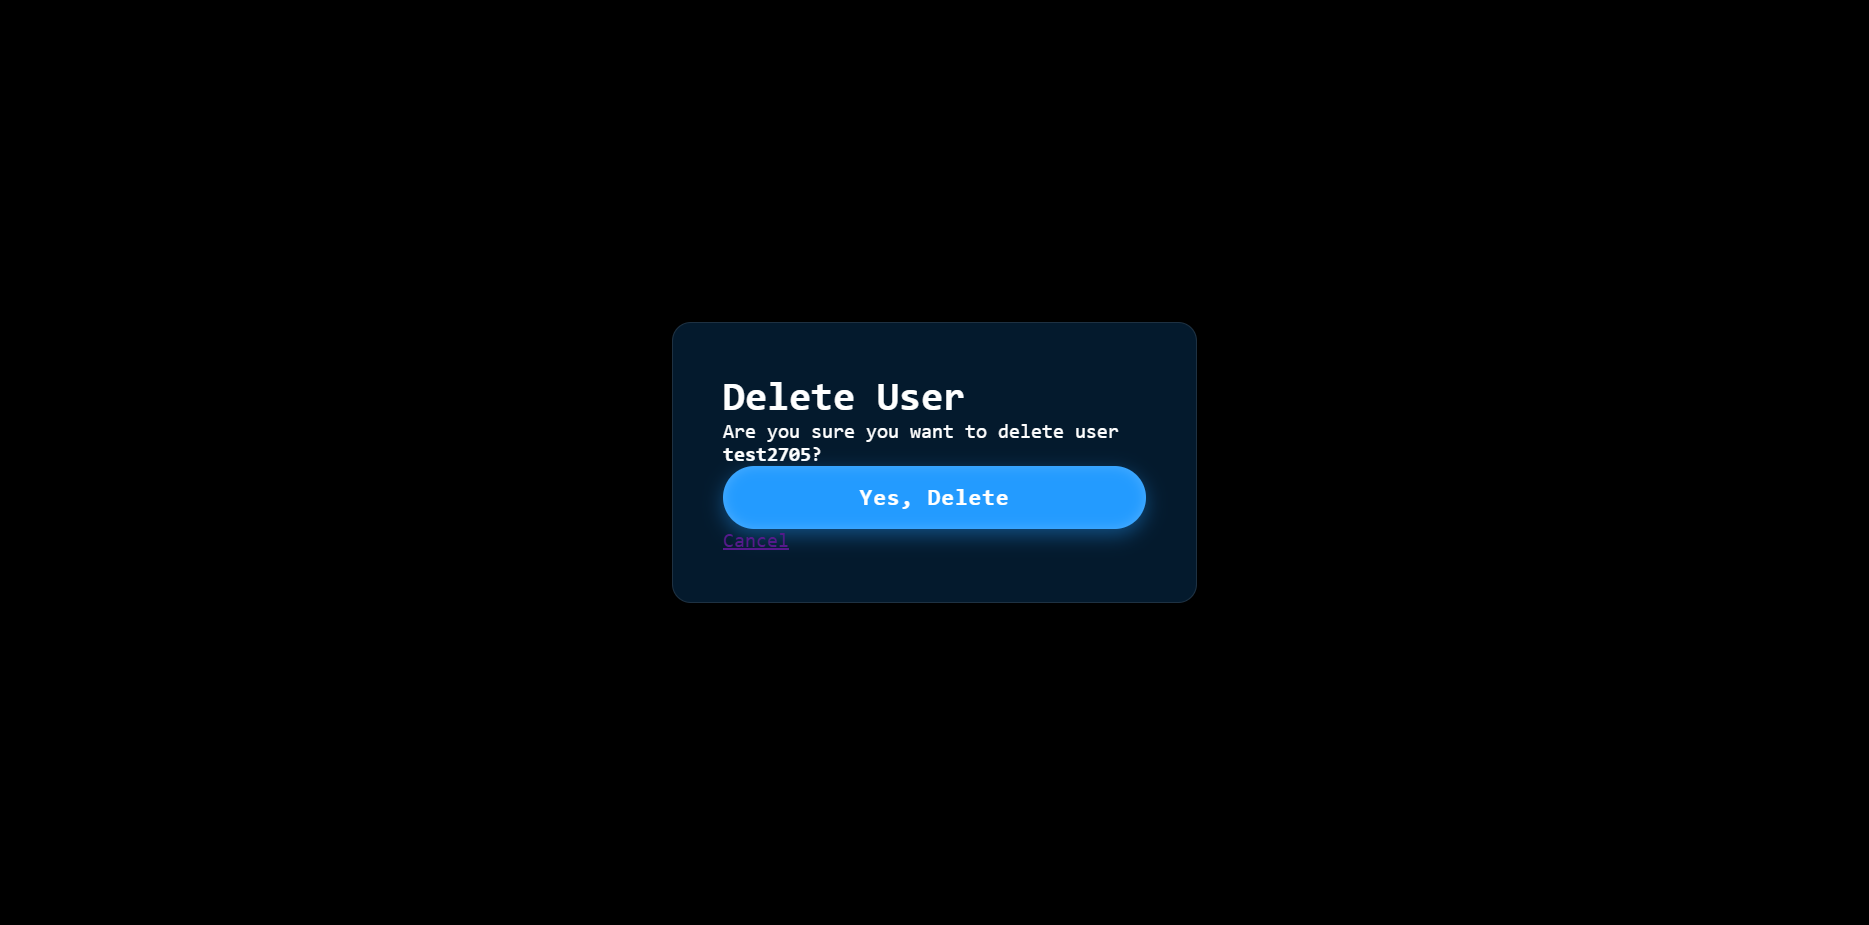 Delete User
Are you sure you want to delete user
test2705?
Yes, Delete
Cancel